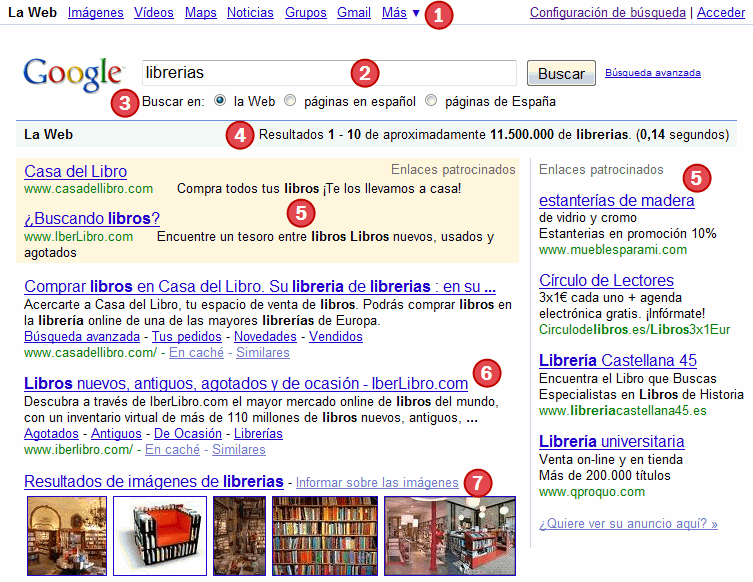 La Web Imágenes Vídeos Maps Noticias Grupos Gmail Más ▼ 1 Configuración de búsqueda | Acceder
Google librerias 2 Buscar Búsqueda avanzada
3 Buscar en: la Web páginas en español páginas de España
La Web 4 Resultados 1 - 10 de aproximadamente 11.500.000 de librerias. (0,14 segundos)
Casa del Libro Enlaces patrocinados
www.casadellibro.com Compra todos tus libros ¡Te los llevamos a casa!
¿Buscando libros? 5
www.IberLibro.com Encuentre un tesoro entre libros Libros nuevos, usados y
agotados
Comprar libros en Casa del Libro. Su libreria de librerias : en su ...
Acercarte a Casa del Libro, tu espacio de venta de libros. Podrás comprar libros en
la librería online de una de las mayores librerías de Europa.
Búsqueda avanzada - Tus pedidos - Novedades - Vendidos
www.casadellibro.com/ - En caché - Similares
Libros nuevos, antiguos, agotados y de ocasión - IberLibro.com 6
Descubra a través de IberLibro.com el mayor mercado online de libros del mundo,
con un inventario virtual de más de 110 millones de libros nuevos, antiguos, ...
Agotados - Antiguos - De Ocasión - Librerías
www.iberlibro.com/ - En caché - Similares
Resultados de imágenes de librerias - Informar sobre las imágenes 7
Enlaces patrocinados 5
estanterías de madera
de vidrio y cromo
Estanterias en promoción 10%
www.mueblesparami.com
Círculo de Lectores
3x1€ cada uno + agenda
electrónica gratis. ¡Infórmate!
Circulodelibros.es/Libros3x1Eur
Librería Castellana 45
Encuentra el Libro que Buscas
Especialistas en Libros de Historia
www.libreriacastellana45.es
Librería universitaria
Venta on-line y en tienda
Más de 200.000 títulos
www.qproquo.com
¿Quiere ver su anuncio aquí? »